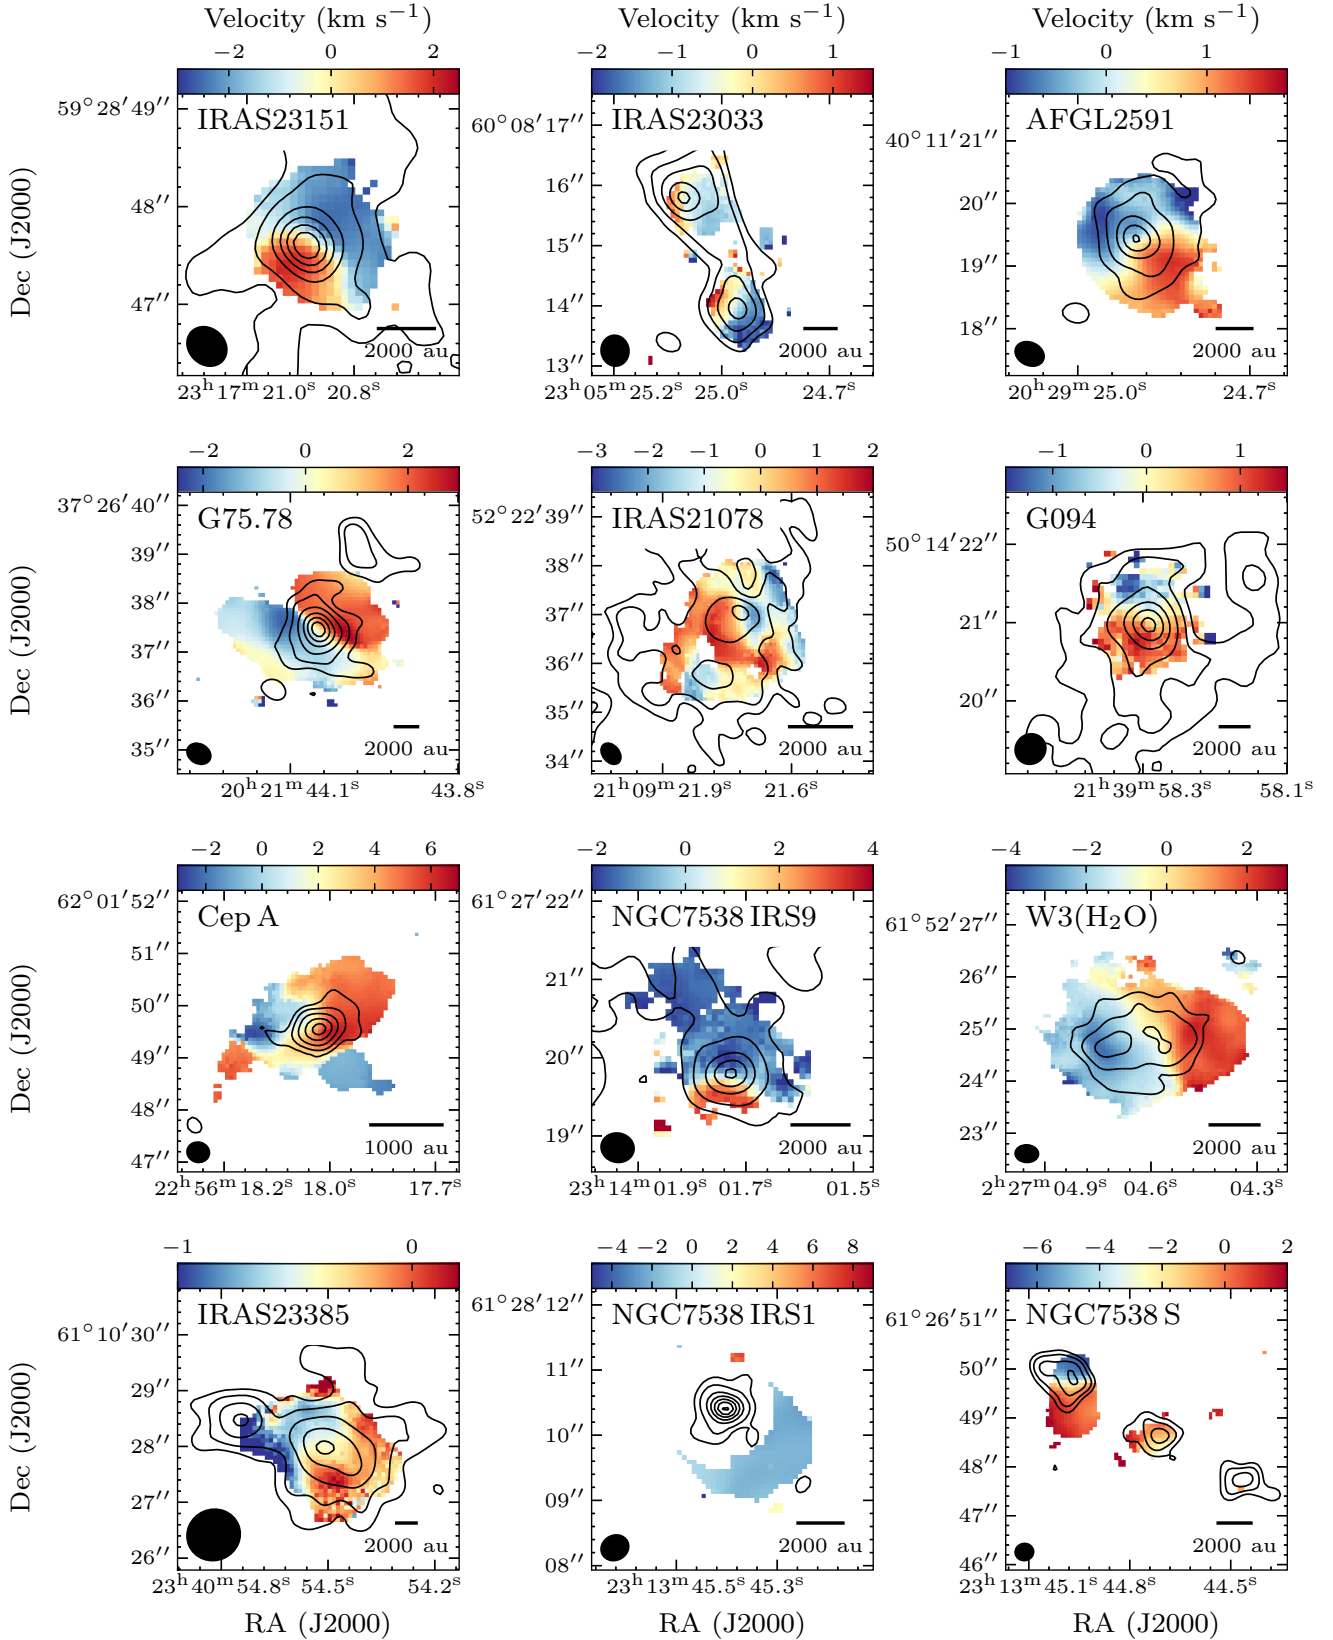 Velocity (km s⁻¹) Velocity (km s⁻¹) Velocity (km s⁻¹)
−2 0 2 −2 −1 0 1 −1 0 1
IRAS23151 IRAS23033 AFGL2591
59°28′49′′ 48′′ 47′′
60°08′17′′ 16′′ 15′′ 14′′ 13′′
40°11′21′′ 20′′ 19′′ 18′′
Dec (J2000)
2000 au 2000 au 2000 au
23ʰ17ᵐ21.0ˢ 20.8ˢ 23ʰ05ᵐ25.2ˢ 25.0ˢ 24.7ˢ 20ʰ29ᵐ25.0ˢ 24.7ˢ
−2 0 2 −3 −2 −1 0 1 2 −1 0 1
G75.78 IRAS21078 G094
37°26′40′′ 39′′ 38′′ 37′′ 36′′ 35′′
52°22′39′′ 38′′ 37′′ 36′′ 35′′ 34′′
50°14′22′′ 21′′ 20′′
Dec (J2000)
2000 au 2000 au 2000 au
20ʰ21ᵐ44.1ˢ 43.8ˢ 21ʰ09ᵐ21.9ˢ 21.6ˢ 21ʰ39ᵐ58.3ˢ 58.1ˢ
−2 0 2 4 6 −2 0 2 4 −4 −2 0 2
Cep A NGC7538 IRS9 W3(H₂O)
62°01′52′′ 51′′ 50′′ 49′′ 48′′ 47′′
61°27′22′′ 21′′ 20′′ 19′′
61°52′27′′ 26′′ 25′′ 24′′ 23′′
Dec (J2000)
1000 au 2000 au 2000 au
22ʰ56ᵐ18.2ˢ 18.0ˢ 17.7ˢ 23ʰ14ᵐ01.9ˢ 01.7ˢ 01.5ˢ 2ʰ27ᵐ04.9ˢ 04.6ˢ 04.3ˢ
−1 0 −4 −2 0 2 4 6 8 −6 −4 −2 0 2
IRAS23385 NGC7538 IRS1 NGC7538 S
61°10′30′′ 29′′ 28′′ 27′′ 26′′
61°28′12′′ 11′′ 10′′ 09′′ 08′′
61°26′51′′ 50′′ 49′′ 48′′ 47′′ 46′′
Dec (J2000)
2000 au 2000 au 2000 au
23ʰ40ᵐ54.8ˢ 54.5ˢ 54.2ˢ 23ʰ13ᵐ45.5ˢ 45.3ˢ 23ʰ13ᵐ45.1ˢ 44.8ˢ 44.5ˢ
RA (J2000) RA (J2000) RA (J2000)